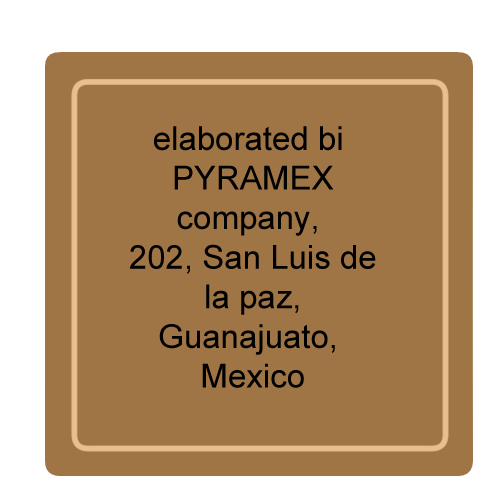 elaborated bi
PYRAMEX
company,
202, San Luis de
la paz,
Guanajuato,
Mexico